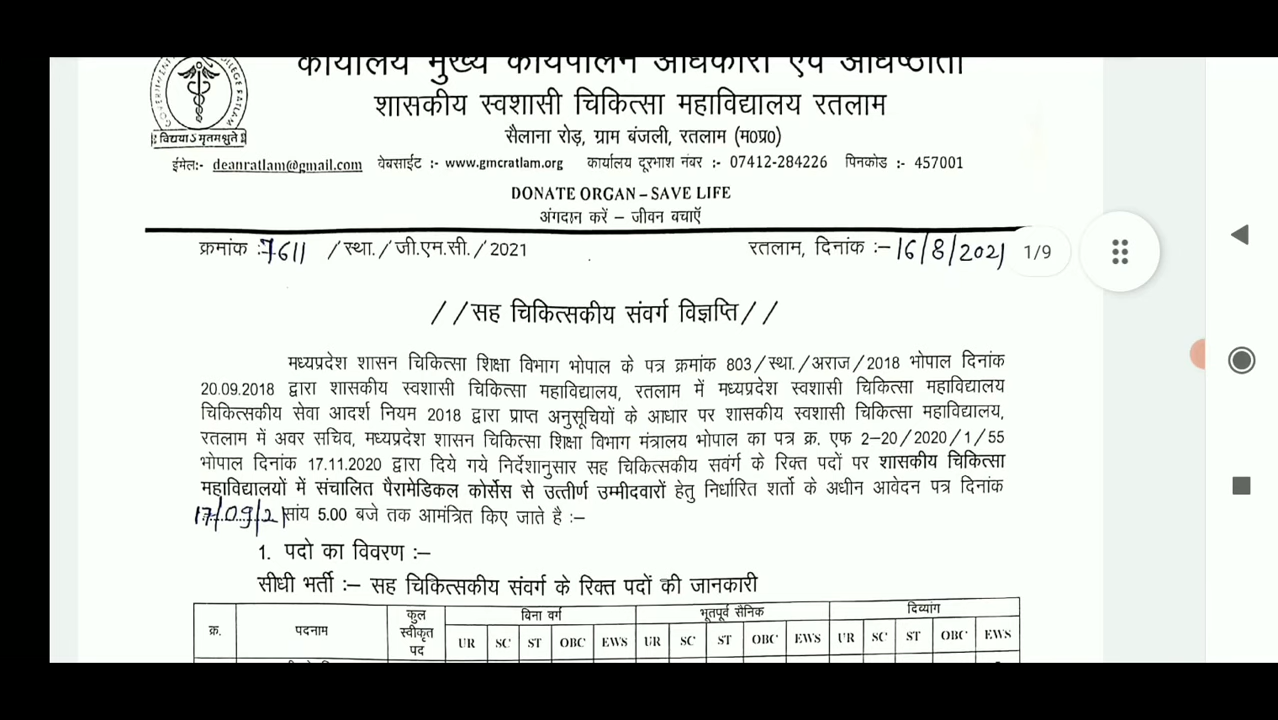 कार्यालय मुख्य कार्यपालन अधिकारी एवं अधिष्ठाता
शासकीय स्वशासी चिकित्सा महाविद्यालय रतलाम
विद्ययाऽमृतमश्नुते
सैलाना रोड़, ग्राम बंजली, रतलाम (म०प्र०)
ईमेल:- deanratlam@gmail.com वेबसाईट :- www.gmcratlam.org कार्यालय दूरभाश नंबर :- 07412-284226 पिनकोड :- 457001
DONATE ORGAN – SAVE LIFE
अंगदान करें – जीवन बचाएँ
क्रमांक :-7611 /स्था./जी.एम.सी./2021 रतलाम, दिनांक :–16/8/2021
1/9
//सह चिकित्सकीय संवर्ग विज्ञप्ति//
मध्यप्रदेश शासन चिकित्सा शिक्षा विभाग भोपाल के पत्र क्रमांक 803/स्था./अराज/2018 भोपाल दिनांक
20.09.2018 द्वारा शासकीय स्वशासी चिकित्सा महाविद्यालय, रतलाम में मध्यप्रदेश स्वशासी चिकित्सा महाविद्यालय
चिकित्सकीय सेवा आदर्श नियम 2018 द्वारा प्राप्त अनुसूचियों के आधार पर शासकीय स्वशासी चिकित्सा महाविद्यालय,
रतलाम में अवर सचिव, मध्यप्रदेश शासन चिकित्सा शिक्षा विभाग मंत्रालय भोपाल का पत्र क्र. एफ 2–20/2020/1/55
भोपाल दिनांक 17.11.2020 द्वारा दिये गये निर्देशानुसार सह चिकित्सकीय सवंर्ग के रिक्त पदों पर शासकीय चिकित्सा
महाविद्यालयों में संचालित पैरामेडिकल कोर्सेस से उत्तीर्ण उम्मीदवारों हेतु निर्धारित शर्तो के अधीन आवेदन पत्र दिनांक
17/09/21 सांय 5.00 बजे तक आमंत्रित किए जाते है :–
1. पदो का विवरण :–
सीधी भर्ती :– सह चिकित्सकीय संवर्ग के रिक्त पदों की जानकारी
क्र. पदनाम कुल स्वीकृत पद बिना वर्ग भूतपूर्व सैनिक दिव्यांग
UR SC ST OBC EWS UR SC ST OBC EWS UR SC ST OBC EWS